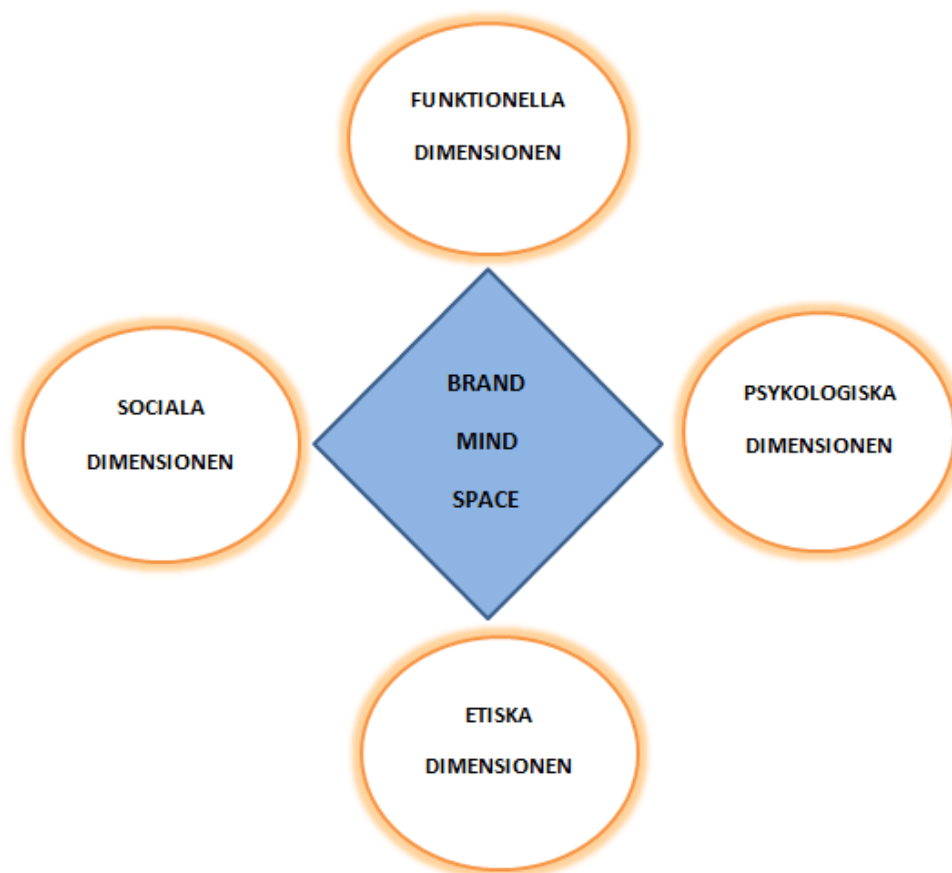 FUNKTIONELLA
DIMENSIONEN
SOCIALA
DIMENSIONEN
BRAND
MIND
SPACE
PSYKOLOGISKA
DIMENSIONEN
ETISKA
DIMENSIONEN